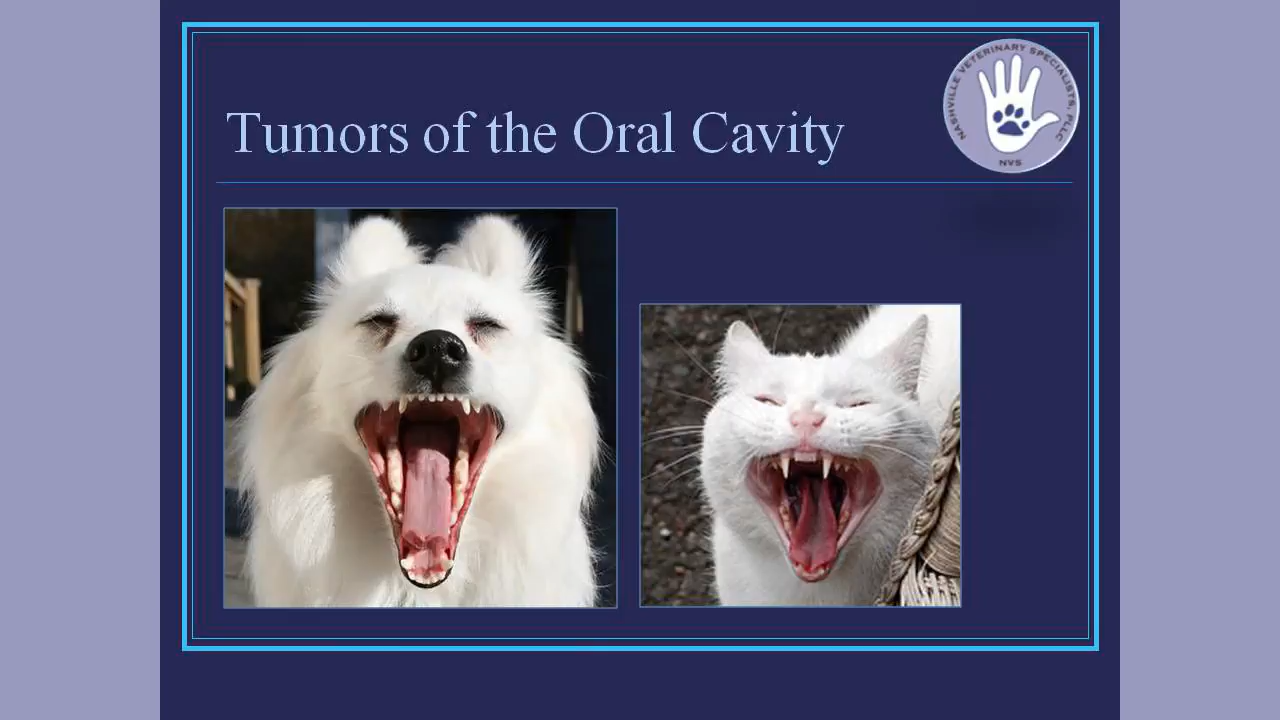 Tumors of the Oral Cavity
NASHVILLE VETERINARY SPECIALISTS, PLLC
NVS